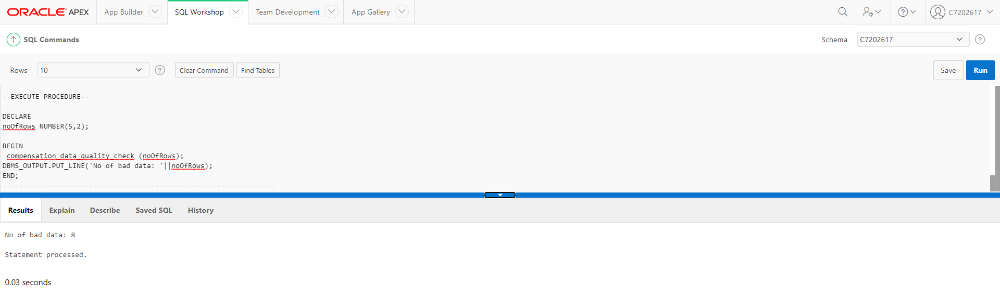 ORACLE APEX App Builder SQL Workshop Team Development App Gallery C7202617
SQL Commands Schema C7202617
Rows 10 Clear Command Find Tables Save Run
--EXECUTE PROCEDURE--
DECLARE
noOfRows NUMBER(5,2);
BEGIN
compensation_data_quality_check (noOfRows);
DBMS_OUTPUT.PUT_LINE('No of bad data: '||noOfRows);
END;
------------------------------------------------------------------
Results Explain Describe Saved SQL History
No of bad data: 8
Statement processed.
0.03 seconds